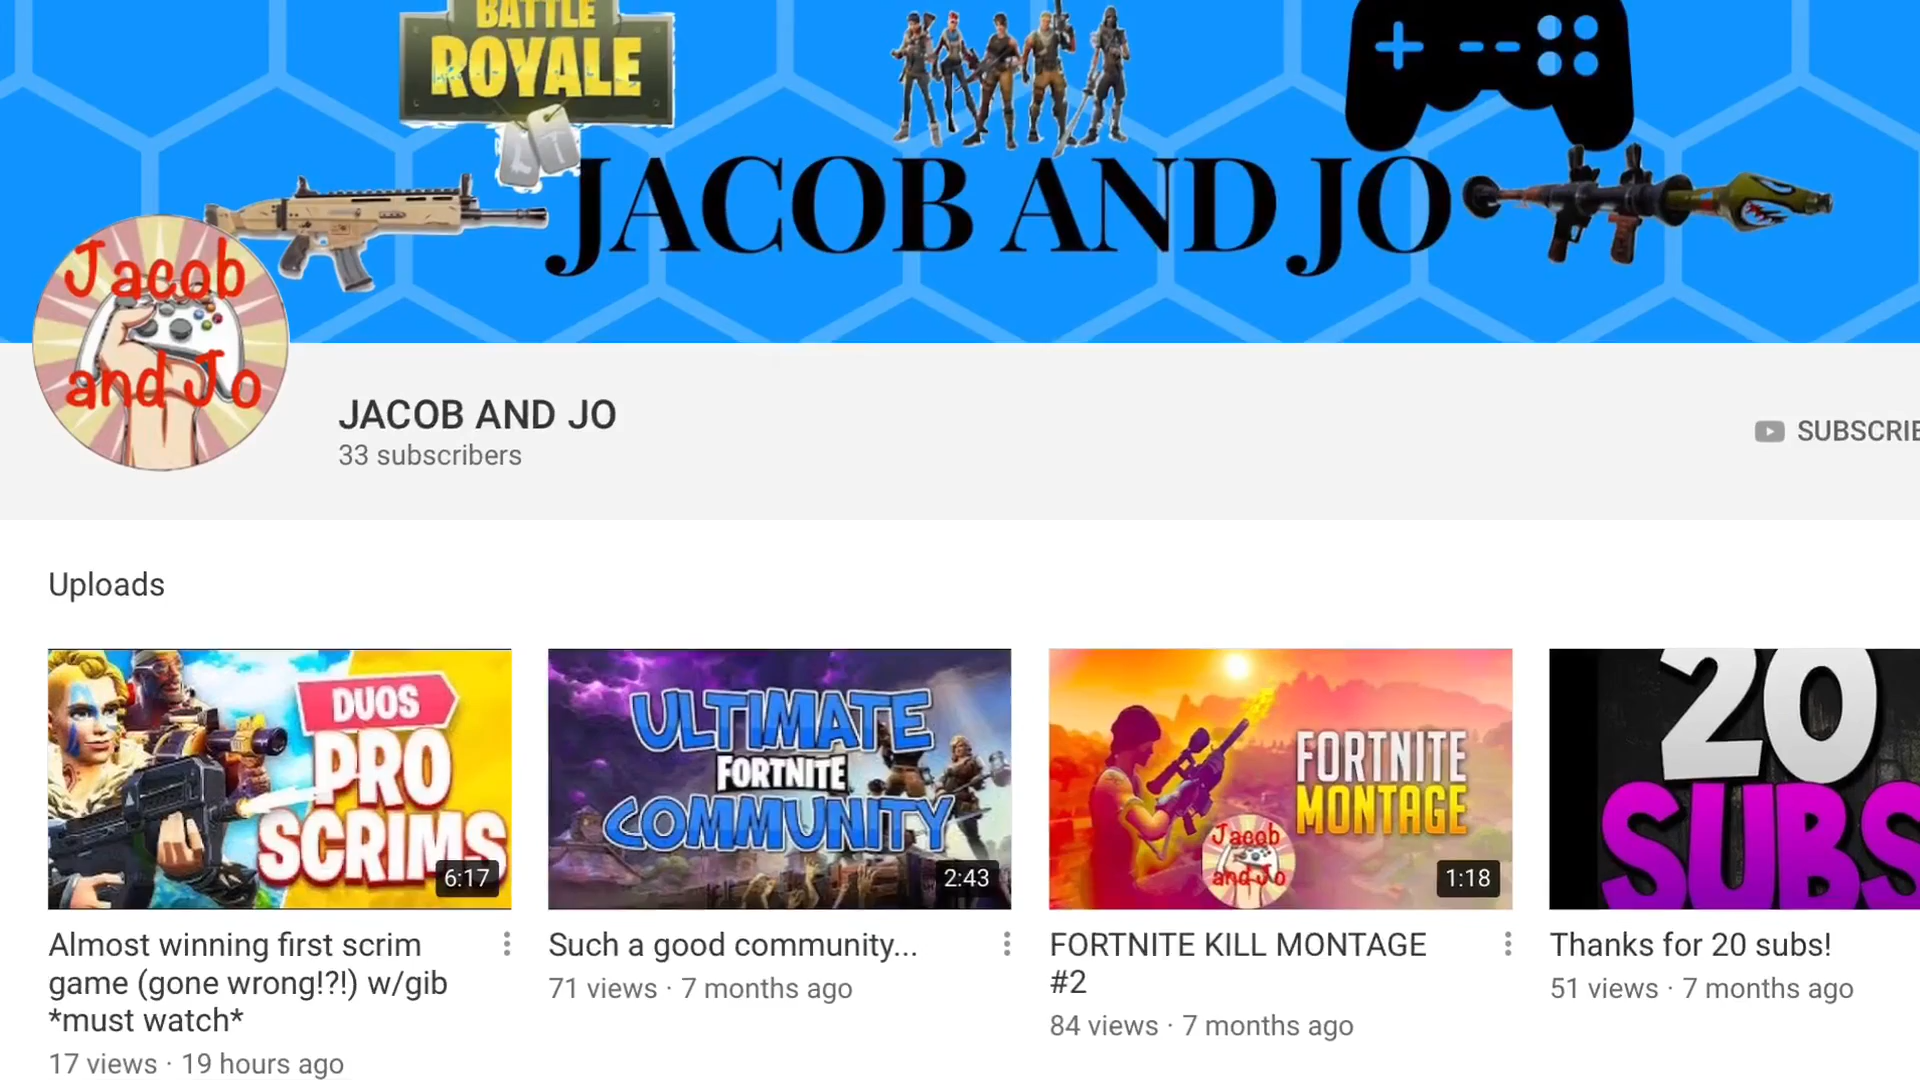 BATTLE
ROYALE
JACOB AND JO
Jacob
and Jo
JACOB AND JO
33 subscribers
SUBSCRIBE
Uploads
DUOS
PRO
SCRIMS
6:17
ULTIMATE
FORTNITE
COMMUNITY
2:43
FORTNITE
MONTAGE
Jacob
and Jo
1:18
20
SUBS
Almost winning first scrim
game (gone wrong!?!) w/gib
*must watch*
17 views · 19 hours ago
Such a good community...
71 views · 7 months ago
FORTNITE KILL MONTAGE
#2
84 views · 7 months ago
Thanks for 20 subs!
51 views · 7 months ago